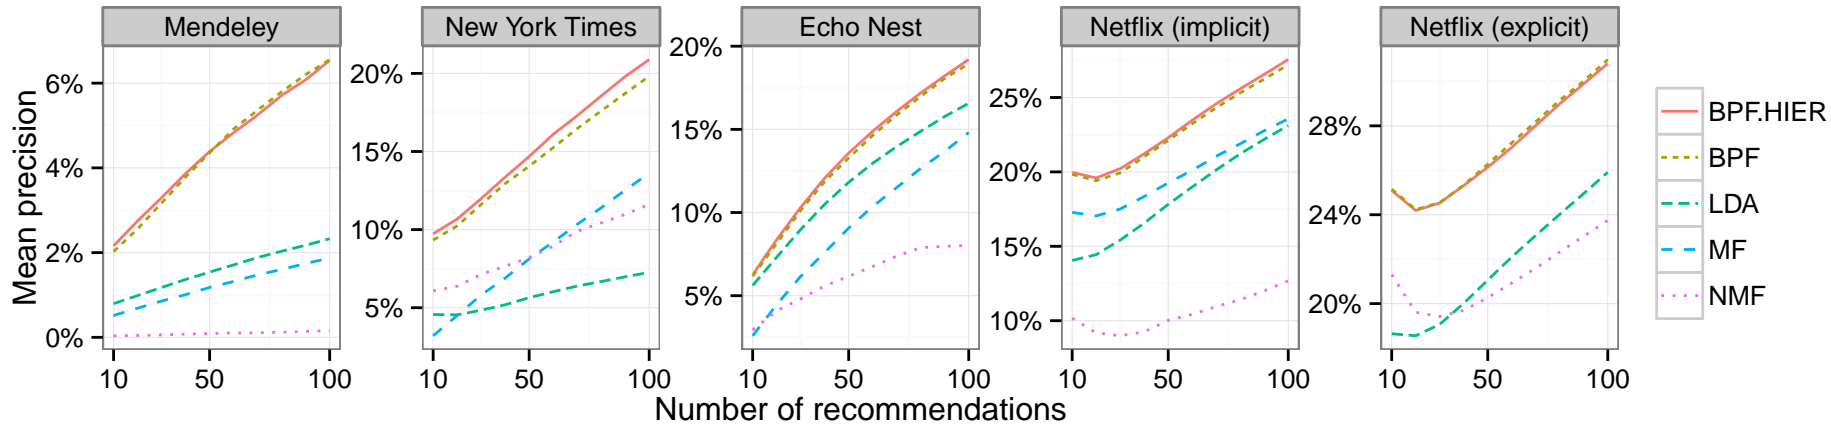 Mendeley New York Times Echo Nest Netflix (implicit) Netflix (explicit)
Mean precision
6%
4%
2%
0%
20%
15%
10%
5%
20%
15%
10%
5%
25%
20%
15%
10%
28%
24%
20%
10 50 100 10 50 100 10 50 100 10 50 100 10 50 100
Number of recommendations
BPF.HIER
BPF
LDA
MF
NMF